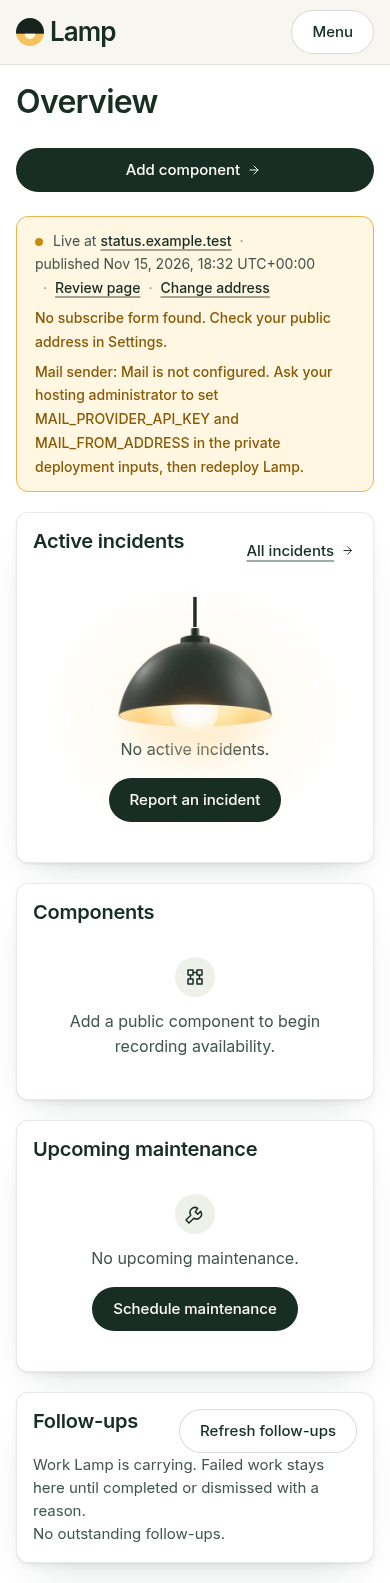 Lamp
Menu
Overview
Add component →
Live at status.example.test ·
published Nov 15, 2026, 18:32 UTC+00:00
· Review page · Change address
No subscribe form found. Check your public
address in Settings.
Mail sender: Mail is not configured. Ask your
hosting administrator to set
MAIL_PROVIDER_API_KEY and
MAIL_FROM_ADDRESS in the private
deployment inputs, then redeploy Lamp.
Active incidents
All incidents →
No active incidents.
Report an incident
Components
Add a public component to begin
recording availability.
Upcoming maintenance
No upcoming maintenance.
Schedule maintenance
Follow-ups
Refresh follow-ups
Work Lamp is carrying. Failed work stays
here until completed or dismissed with a
reason.
No outstanding follow-ups.